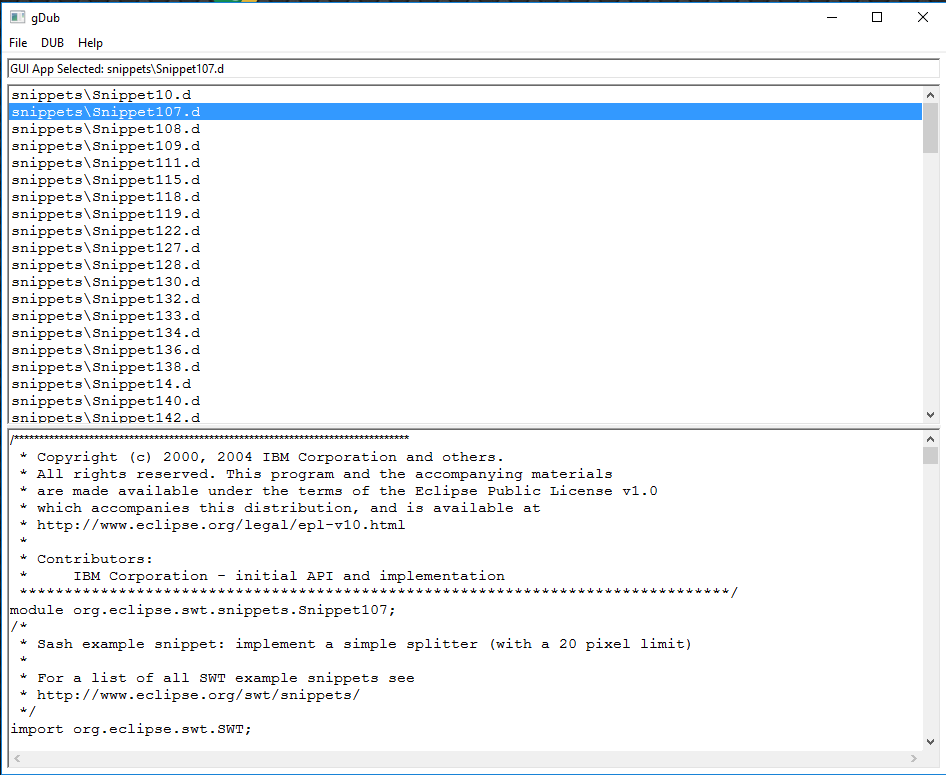 gDub
File DUB Help
GUI App Selected: snippets\Snippet107.d
snippets\Snippet10.d
snippets\Snippet107.d
snippets\Snippet108.d
snippets\Snippet109.d
snippets\Snippet111.d
snippets\Snippet115.d
snippets\Snippet118.d
snippets\Snippet119.d
snippets\Snippet122.d
snippets\Snippet127.d
snippets\Snippet128.d
snippets\Snippet130.d
snippets\Snippet132.d
snippets\Snippet133.d
snippets\Snippet134.d
snippets\Snippet136.d
snippets\Snippet138.d
snippets\Snippet14.d
snippets\Snippet140.d
snippets\Snippet142.d
/*******************************************************************************
* Copyright (c) 2000, 2004 IBM Corporation and others.
* All rights reserved. This program and the accompanying materials
* are made available under the terms of the Eclipse Public License v1.0
* which accompanies this distribution, and is available at
* http://www.eclipse.org/legal/epl-v10.html
*
* Contributors:
*     IBM Corporation - initial API and implementation
*******************************************************************************/
module org.eclipse.swt.snippets.Snippet107;
/*
* Sash example snippet: implement a simple splitter (with a 20 pixel limit)
*
* For a list of all SWT example snippets see
* http://www.eclipse.org/swt/snippets/
*/
import org.eclipse.swt.SWT;